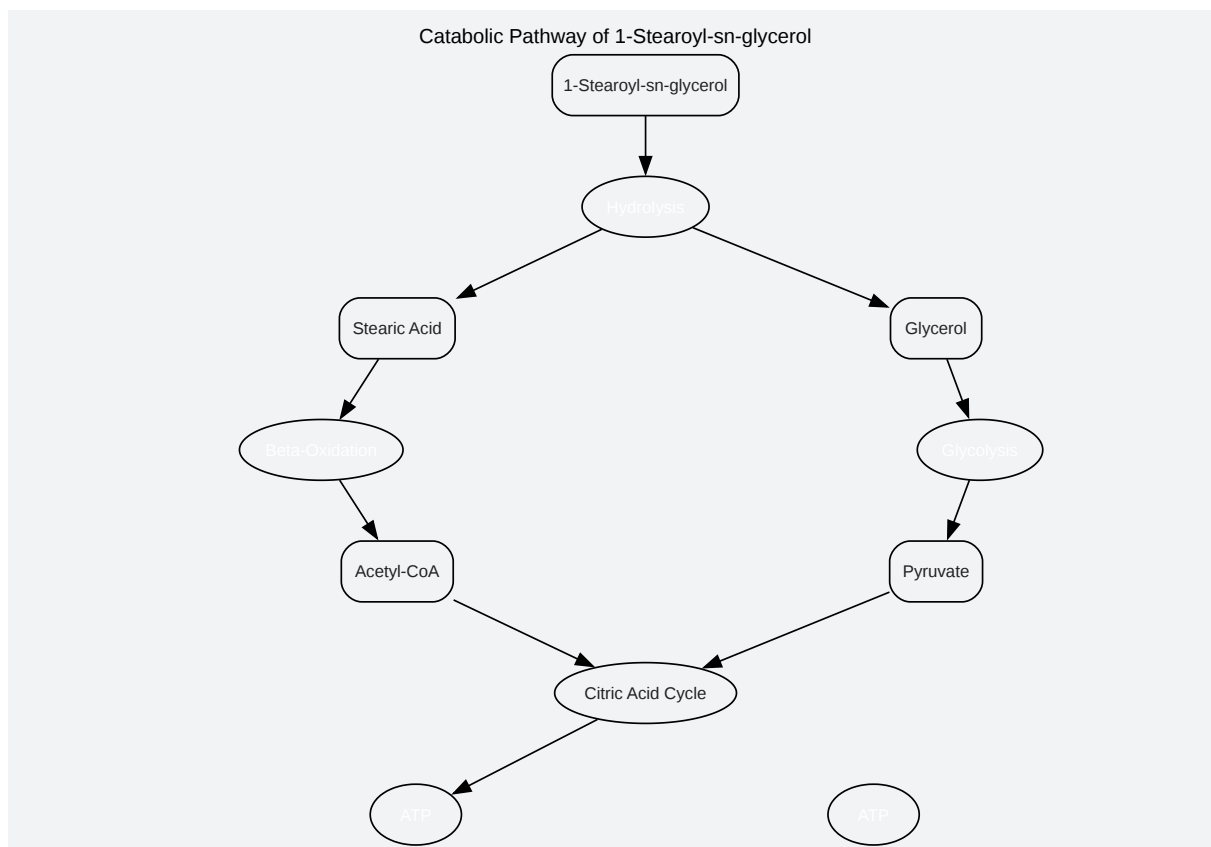 Catabolic Pathway of 1-Stearoyl-sn-glycerol
1-Stearoyl-sn-glycerol
Hydrolysis
Stearic Acid
Glycerol
Beta-Oxidation
Glycolysis
Acetyl-CoA
Pyruvate
Citric Acid Cycle
ATP
ATP